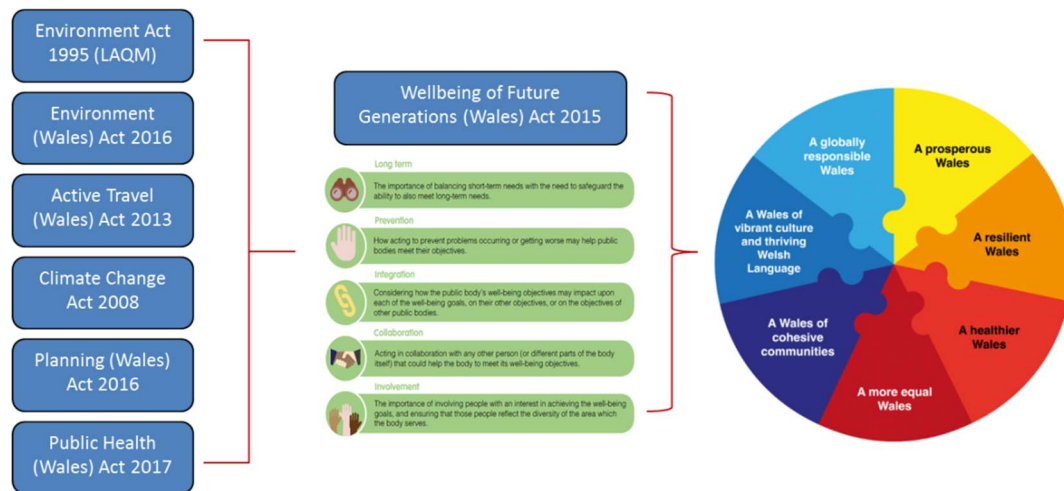 Environment Act
1995 (LAQM)
Environment
(Wales) Act 2016
Active Travel
(Wales) Act 2013
Climate Change
Act 2008
Planning (Wales)
Act 2016
Public Health
(Wales) Act 2017
Wellbeing of Future
Generations (Wales) Act 2015
Long term
The importance of balancing short-term needs with the need to safeguard the
ability to also meet long-term needs.
Prevention
How acting to prevent problems occurring or getting worse may help public
bodies meet their objectives.
Integration
Considering how the public body's well-being objectives may impact upon
each of the well-being goals, on their other objectives, or on the objectives of
other public bodies.
Collaboration
Acting in collaboration with any other person (or different parts of the body
itself) that could help the body to meet its well-being objectives.
Involvement
The importance of involving people with an interest in achieving the well-being
goals, and ensuring that those people reflect the diversity of the area which
the body serves.
A globally
responsible
Wales
A prosperous
Wales
A resilient
Wales
A healthier
Wales
A more equal
Wales
A Wales of
cohesive
communities
A Wales of
vibrant culture
and thriving
Welsh
Language